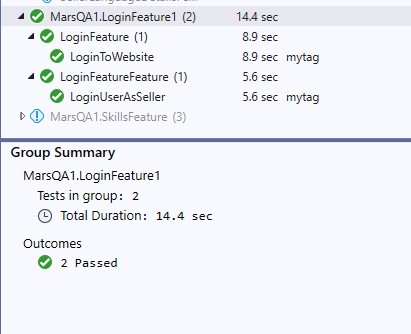 MarsQA1.LoginFeature1 (2) 14.4 sec
LoginFeature (1) 8.9 sec
LoginToWebsite 8.9 sec mytag
LoginFeatureFeature (1) 5.6 sec
LoginUserAsSeller 5.6 sec mytag
MarsQA1.SkillsFeature (3)
Group Summary
MarsQA1.LoginFeature1
Tests in group: 2
Total Duration: 14.4 sec
Outcomes
2 Passed